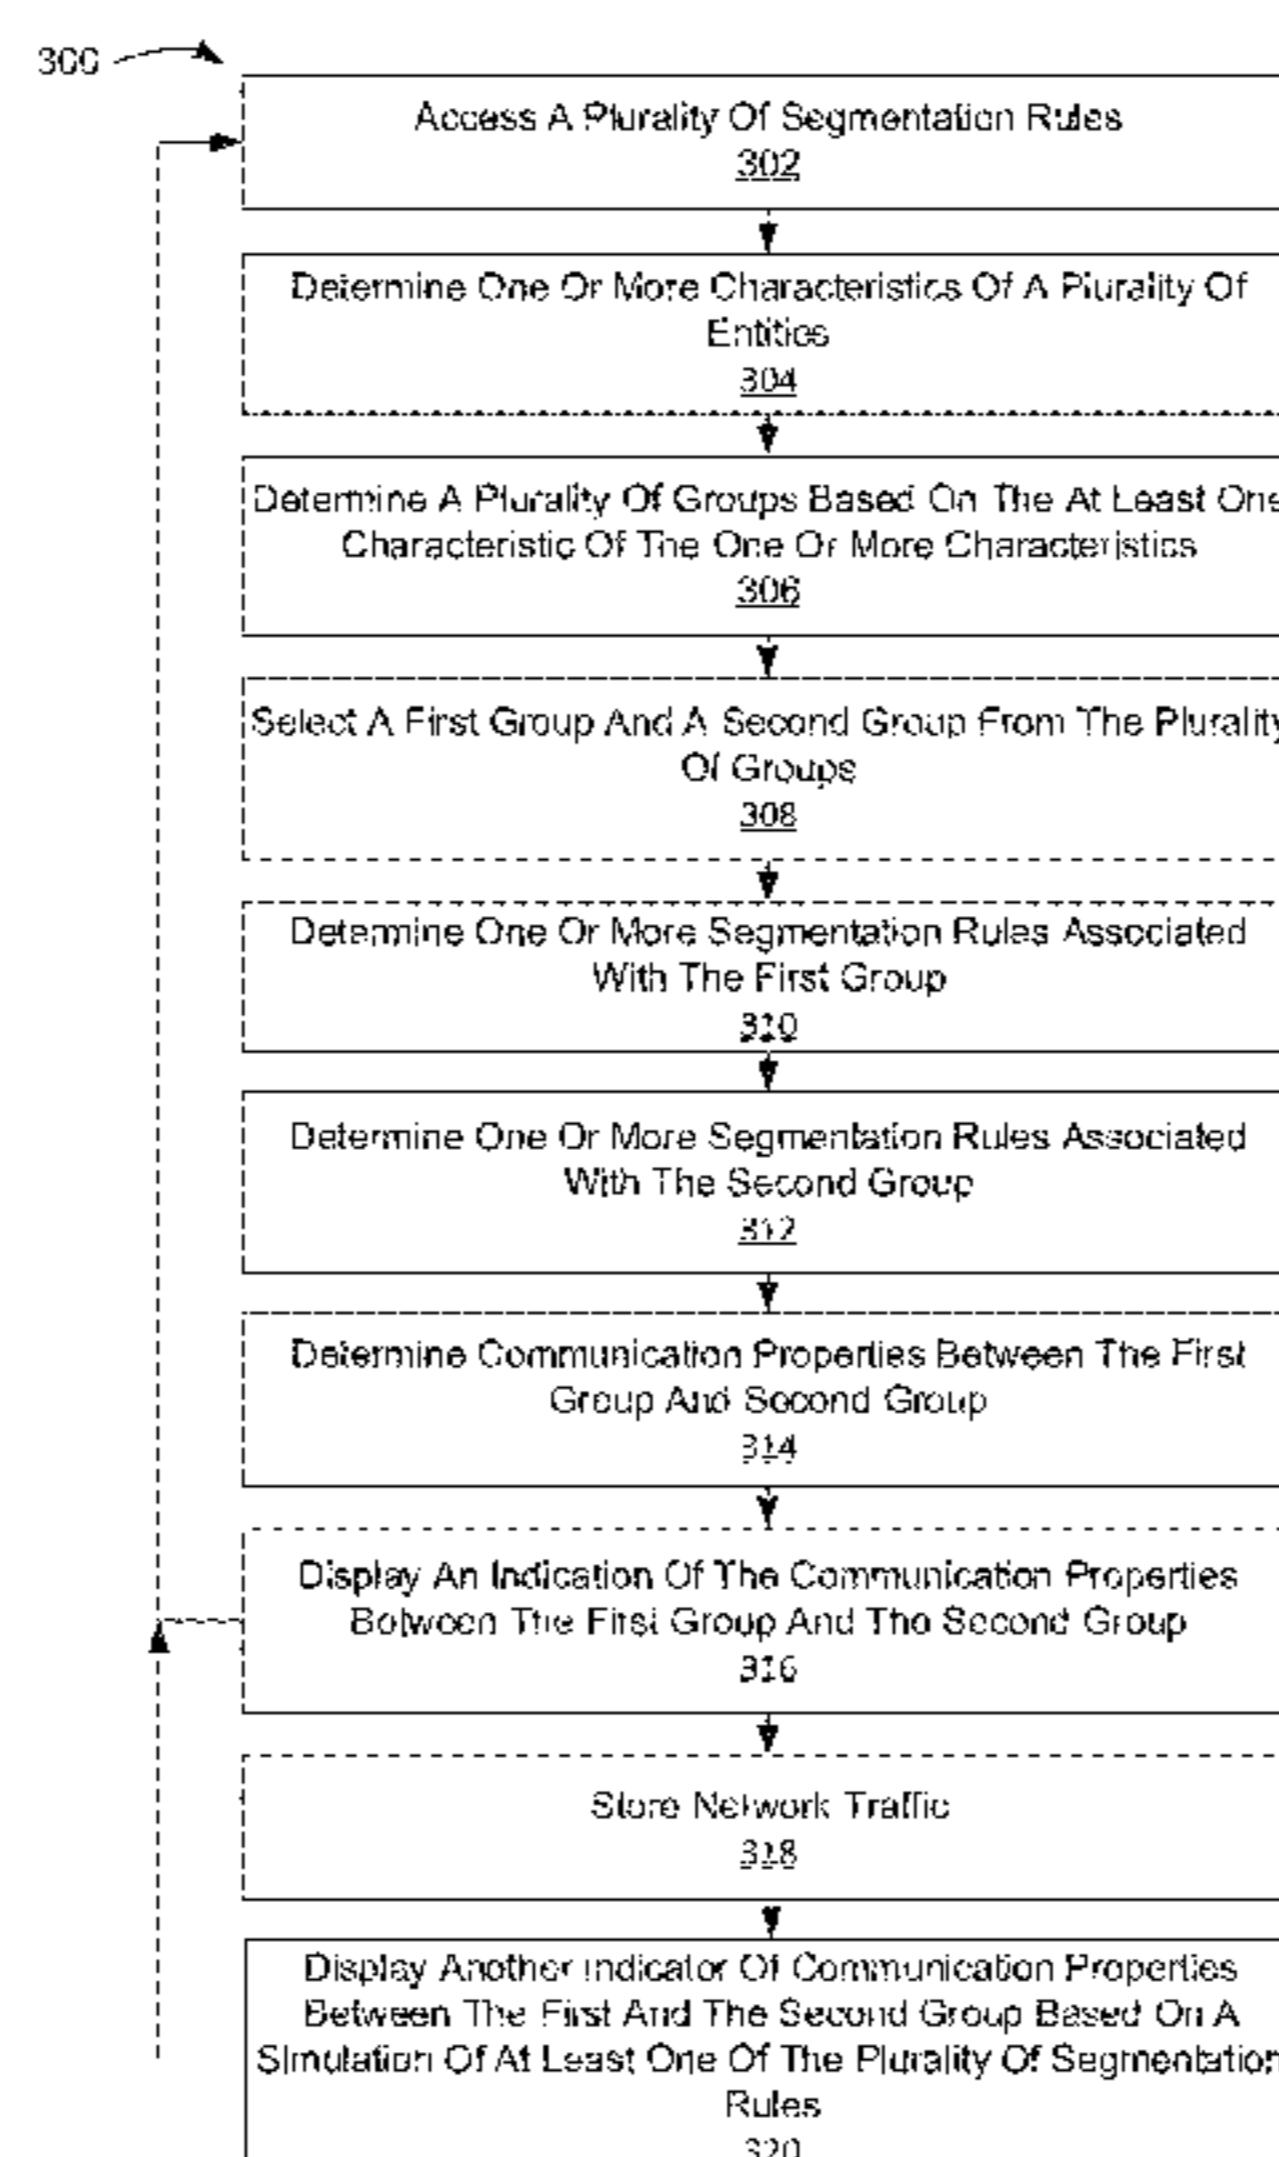 300
Access A Plurality Of Segmentation Rules
302
Determine One Or More Characteristics Of A Plurality Of
Entities
304
Determine A Plurality Of Groups Based On The At Least One
Characteristic Of The One Or More Characteristics
306
Select A First Group And A Second Group From The Plurality
Of Groups
308
Determine One Or More Segmentation Rules Associated
With The First Group
310
Determine One Or More Segmentation Rules Associated
With The Second Group
312
Determine Communication Properties Between The First
Group And Second Group
314
Display An Indication Of The Communication Properties
Between The First Group And The Second Group
316
Store Network Traffic
318
Display Another Indicator Of Communication Properties
Between The First And The Second Group Based On A
Simulation Of At Least One Of The Plurality Of Segmentation
Rules
320